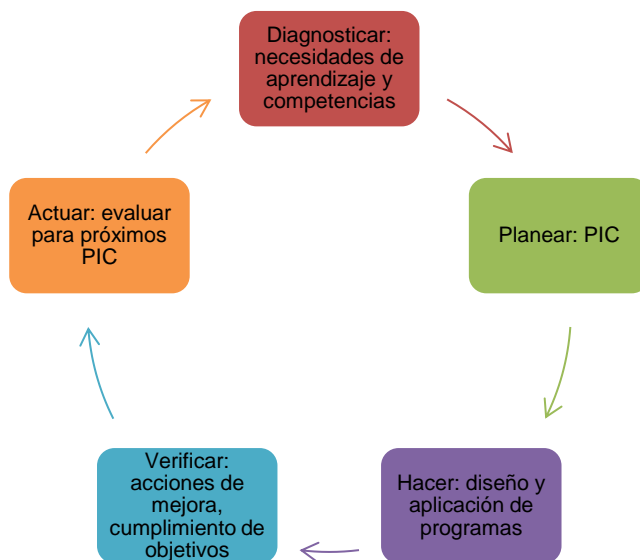 Diagnosticar:
necesidades de
aprendizaje y
competencias
Planear: PIC
Hacer: diseño y
aplicación de
programas
Verificar:
acciones de
mejora,
cumplimiento de
objetivos
Actuar: evaluar
para próximos
PIC